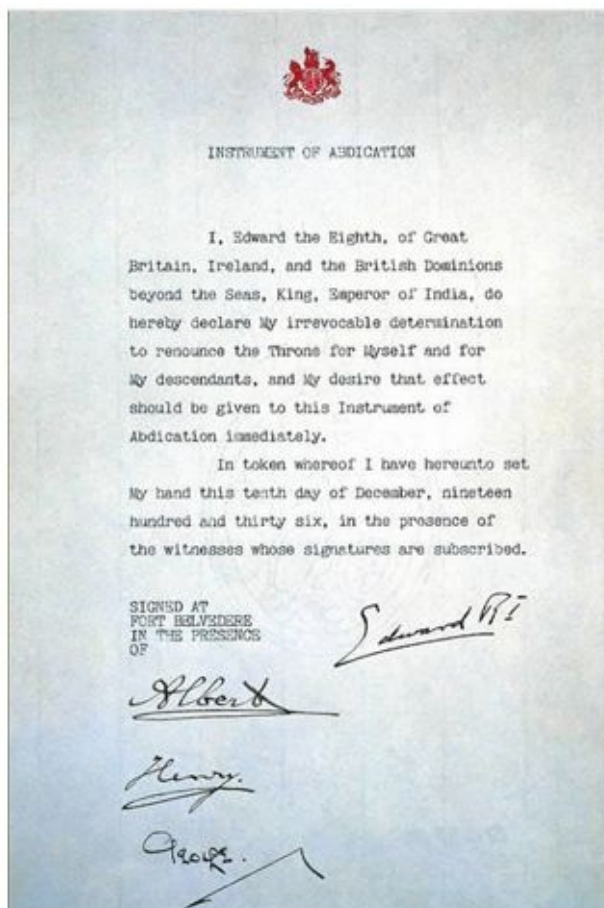 INSTRUMENT OF ABDICATION
I, Edward the Eighth, of Great
Britain, Ireland, and the British Dominions
beyond the Seas, King, Emperor of India, do
hereby declare My irrevocable determination
to renounce the Throne for Myself and for
My descendants, and My desire that effect
should be given to this Instrument of
Abdication immediately.
In token whereof I have hereunto set
My hand this tenth day of December, nineteen
hundred and thirty six, in the presence of
the witnesses whose signatures are subscribed.
SIGNED AT
FORT BELVEDERE
IN THE PRESENCE
OF
Edward RI
Albert
Henry.
George.